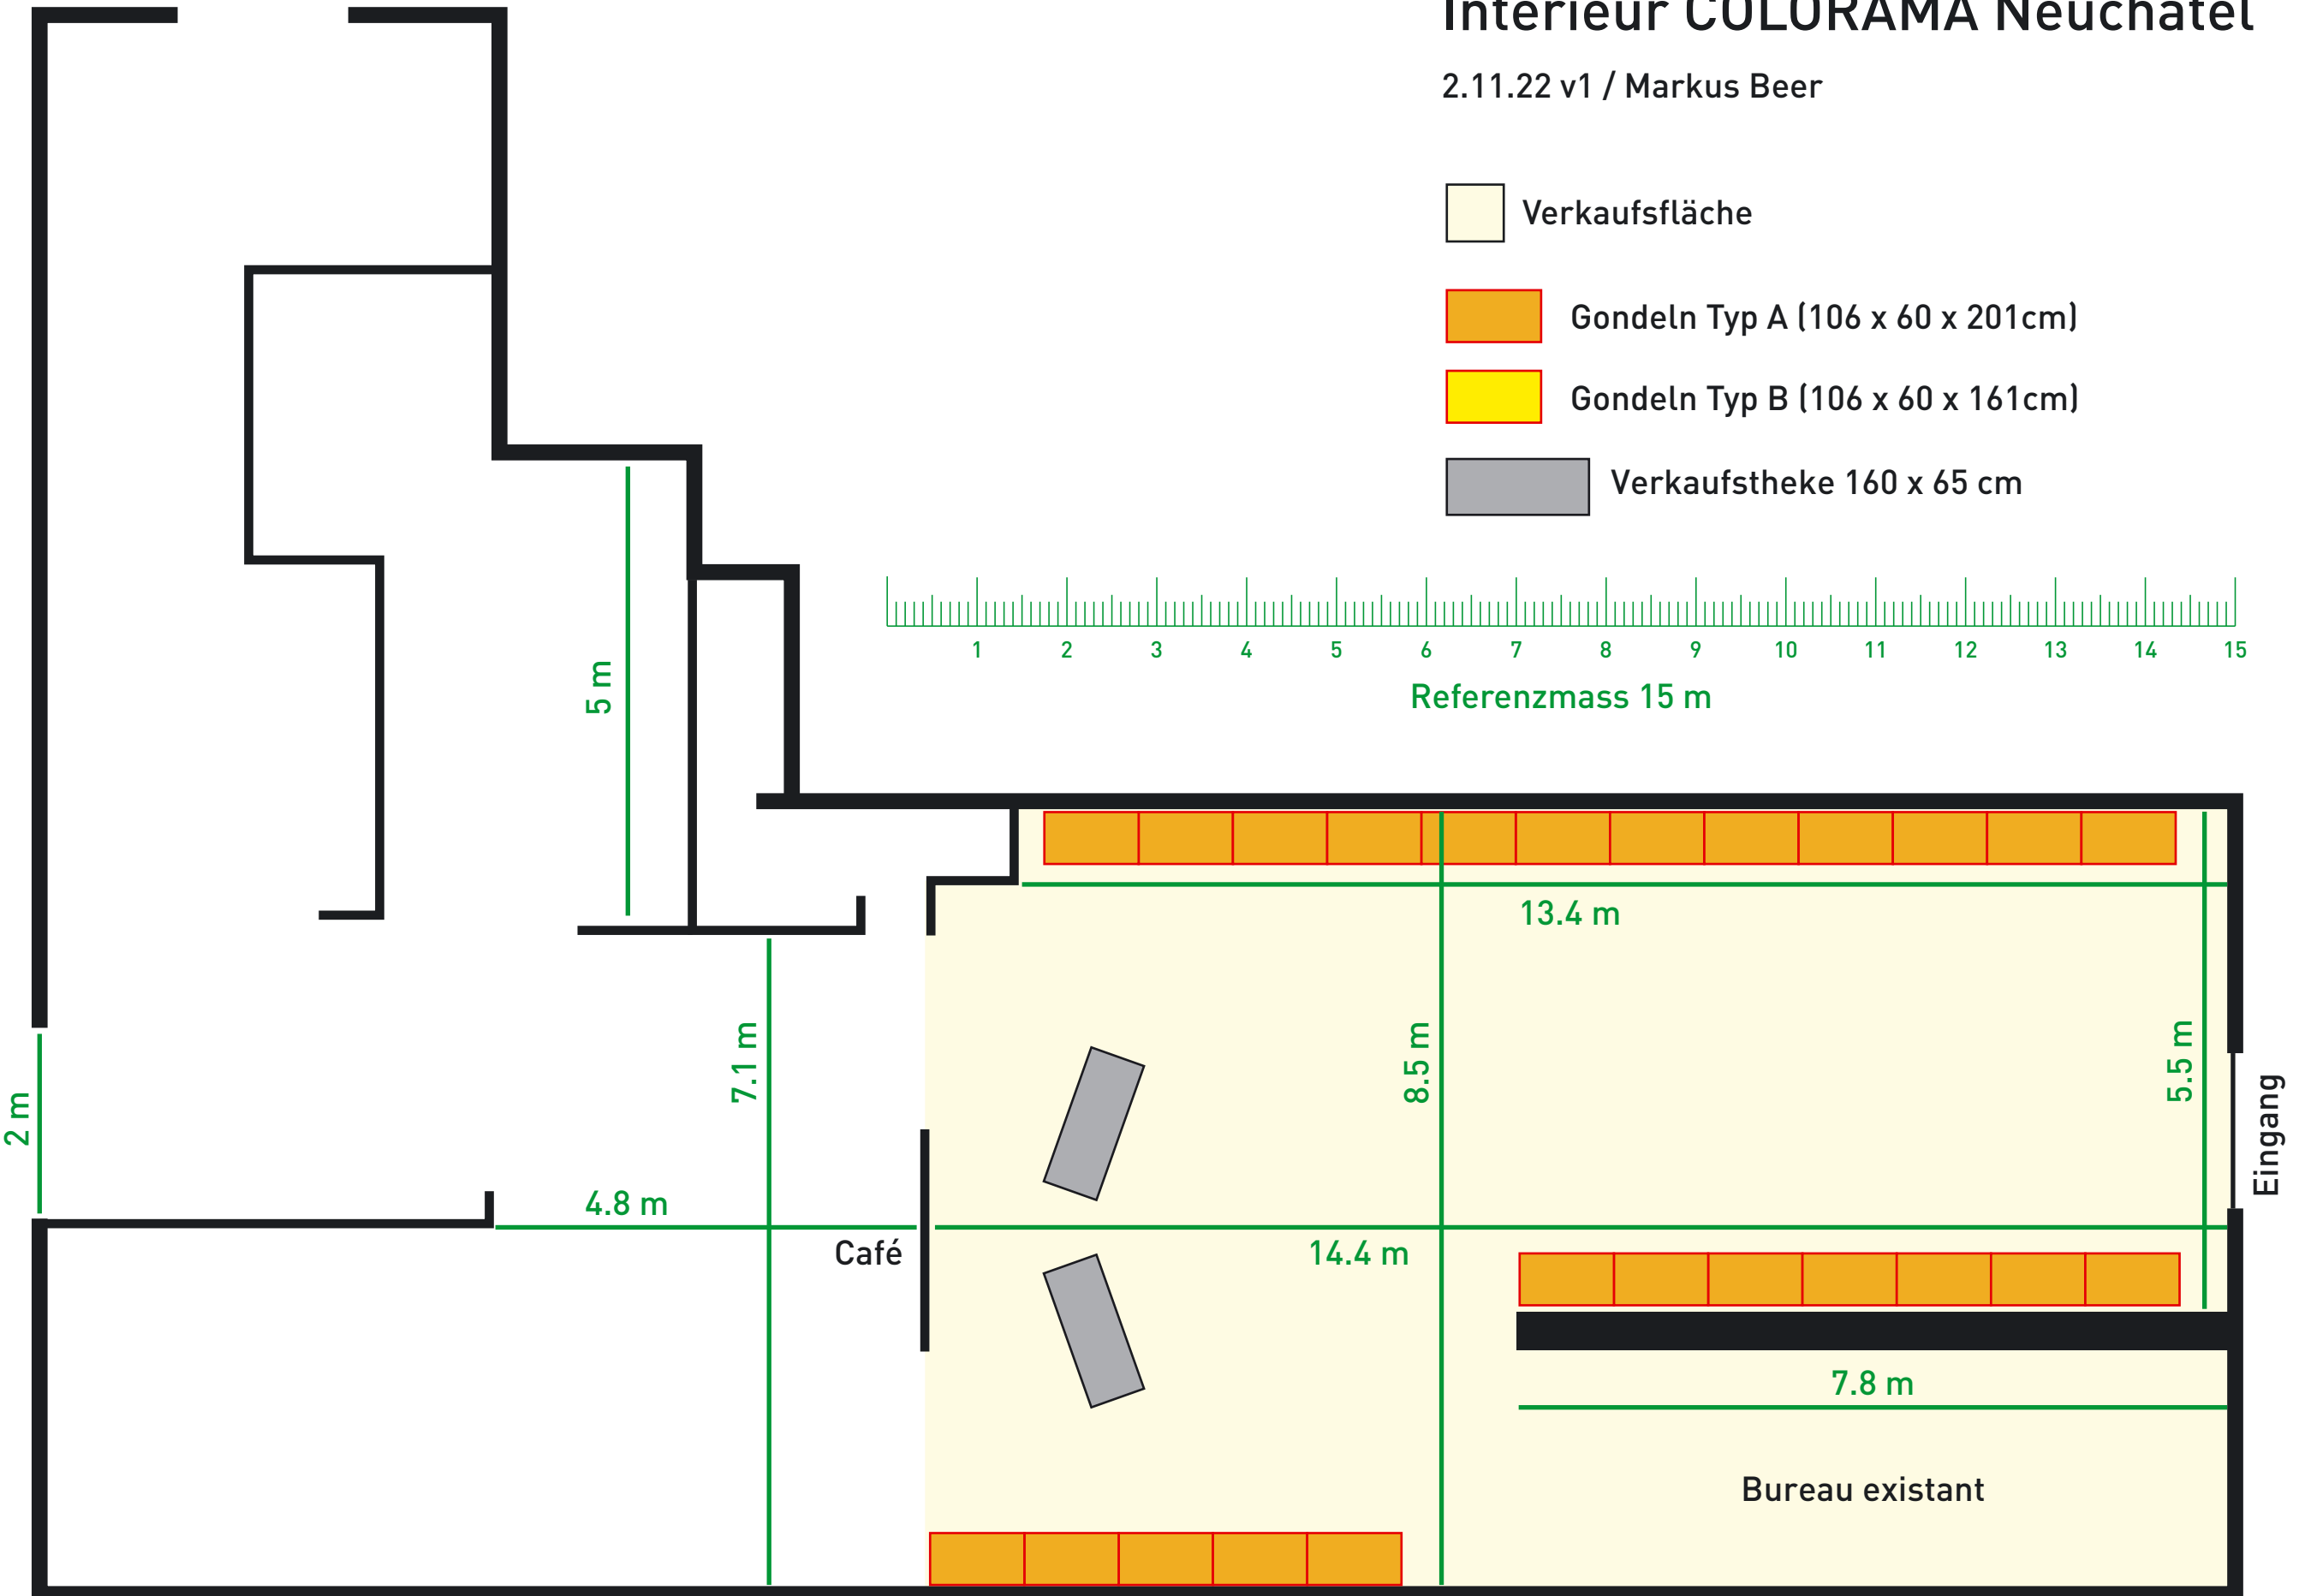 Interieur COLORAMA Neuchatel
2.11.22 v1 / Markus Beer
Verkaufsfläche
Gondeln Typ A (106 x 60 x 201cm)
Gondeln Typ B (106 x 60 x 161cm)
Verkaufstheke 160 x 65 cm
1 2 3 4 5 6 7 8 9 10 11 12 13 14 15
Referenzmass 15 m
5 m
13.4 m
7.1 m
8.5 m
5.5 m
2 m
Eingang
4.8 m
Café
14.4 m
7.8 m
Bureau existant